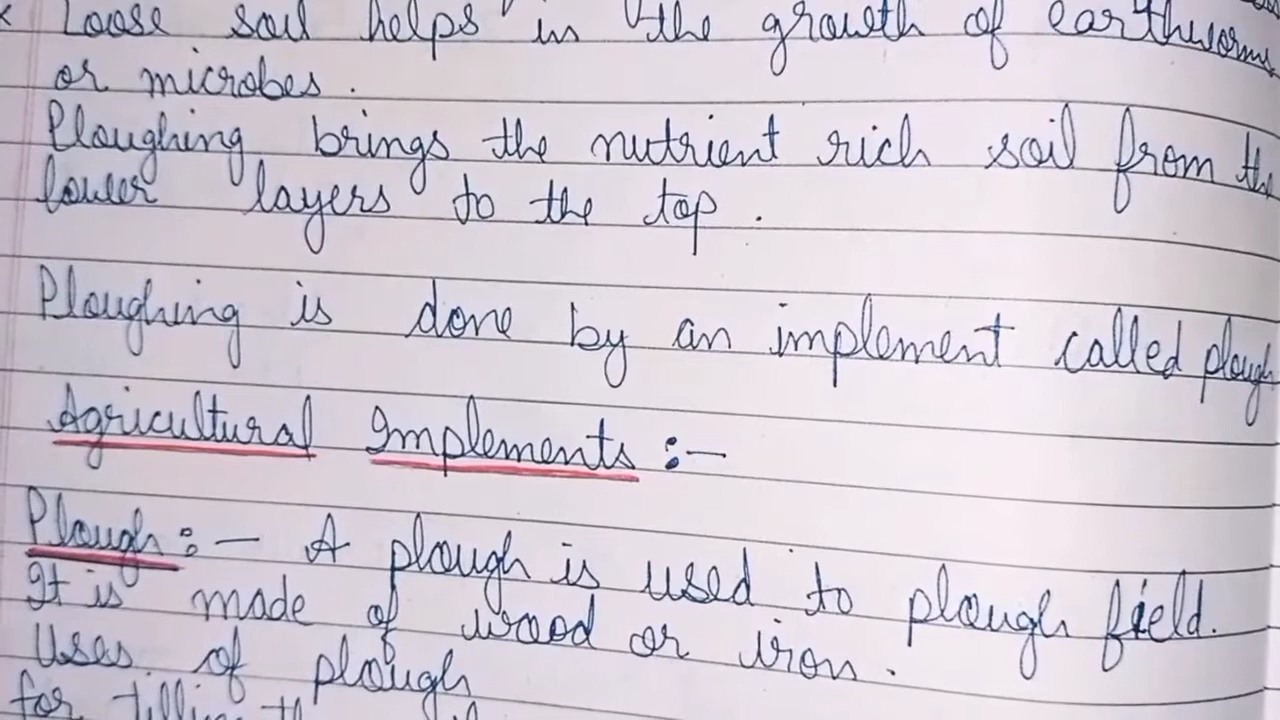 Loose soil helps in the growth of earthworms
or microbes.
Ploughing brings the nutrient rich soil from the
lower layers to the top.
Ploughing is done by an implement called plough
Agricultural Implements :-
Plough :- A plough is used to plough field.
It is made of wood or iron.
Uses of plough
for tilling